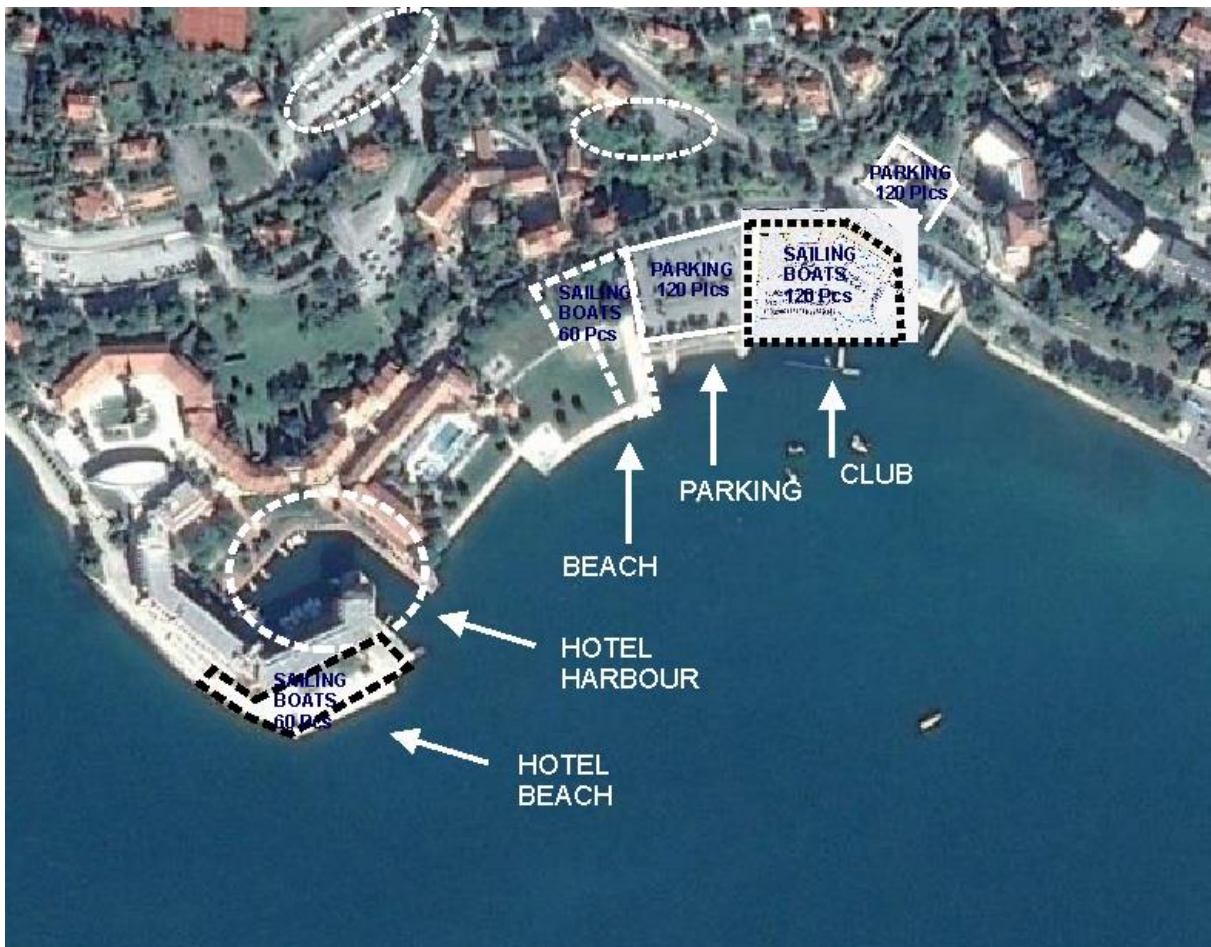 PARKING
120 Plcs
SAILING
BOATS
120 Pcs
PARKING
120 Plcs
SAILING
BOATS
60 Pcs
CLUB
PARKING
BEACH
HOTEL
HARBOUR
SAILING
BOATS
60 Pcs
HOTEL
BEACH